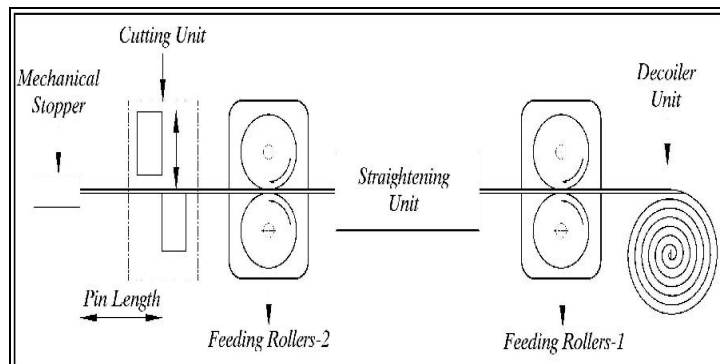 Cutting Unit
Mechanical
Stopper
Decoiler
Unit
Straightening
Unit
Pin Length
Feeding Rollers-2
Feeding Rollers-1